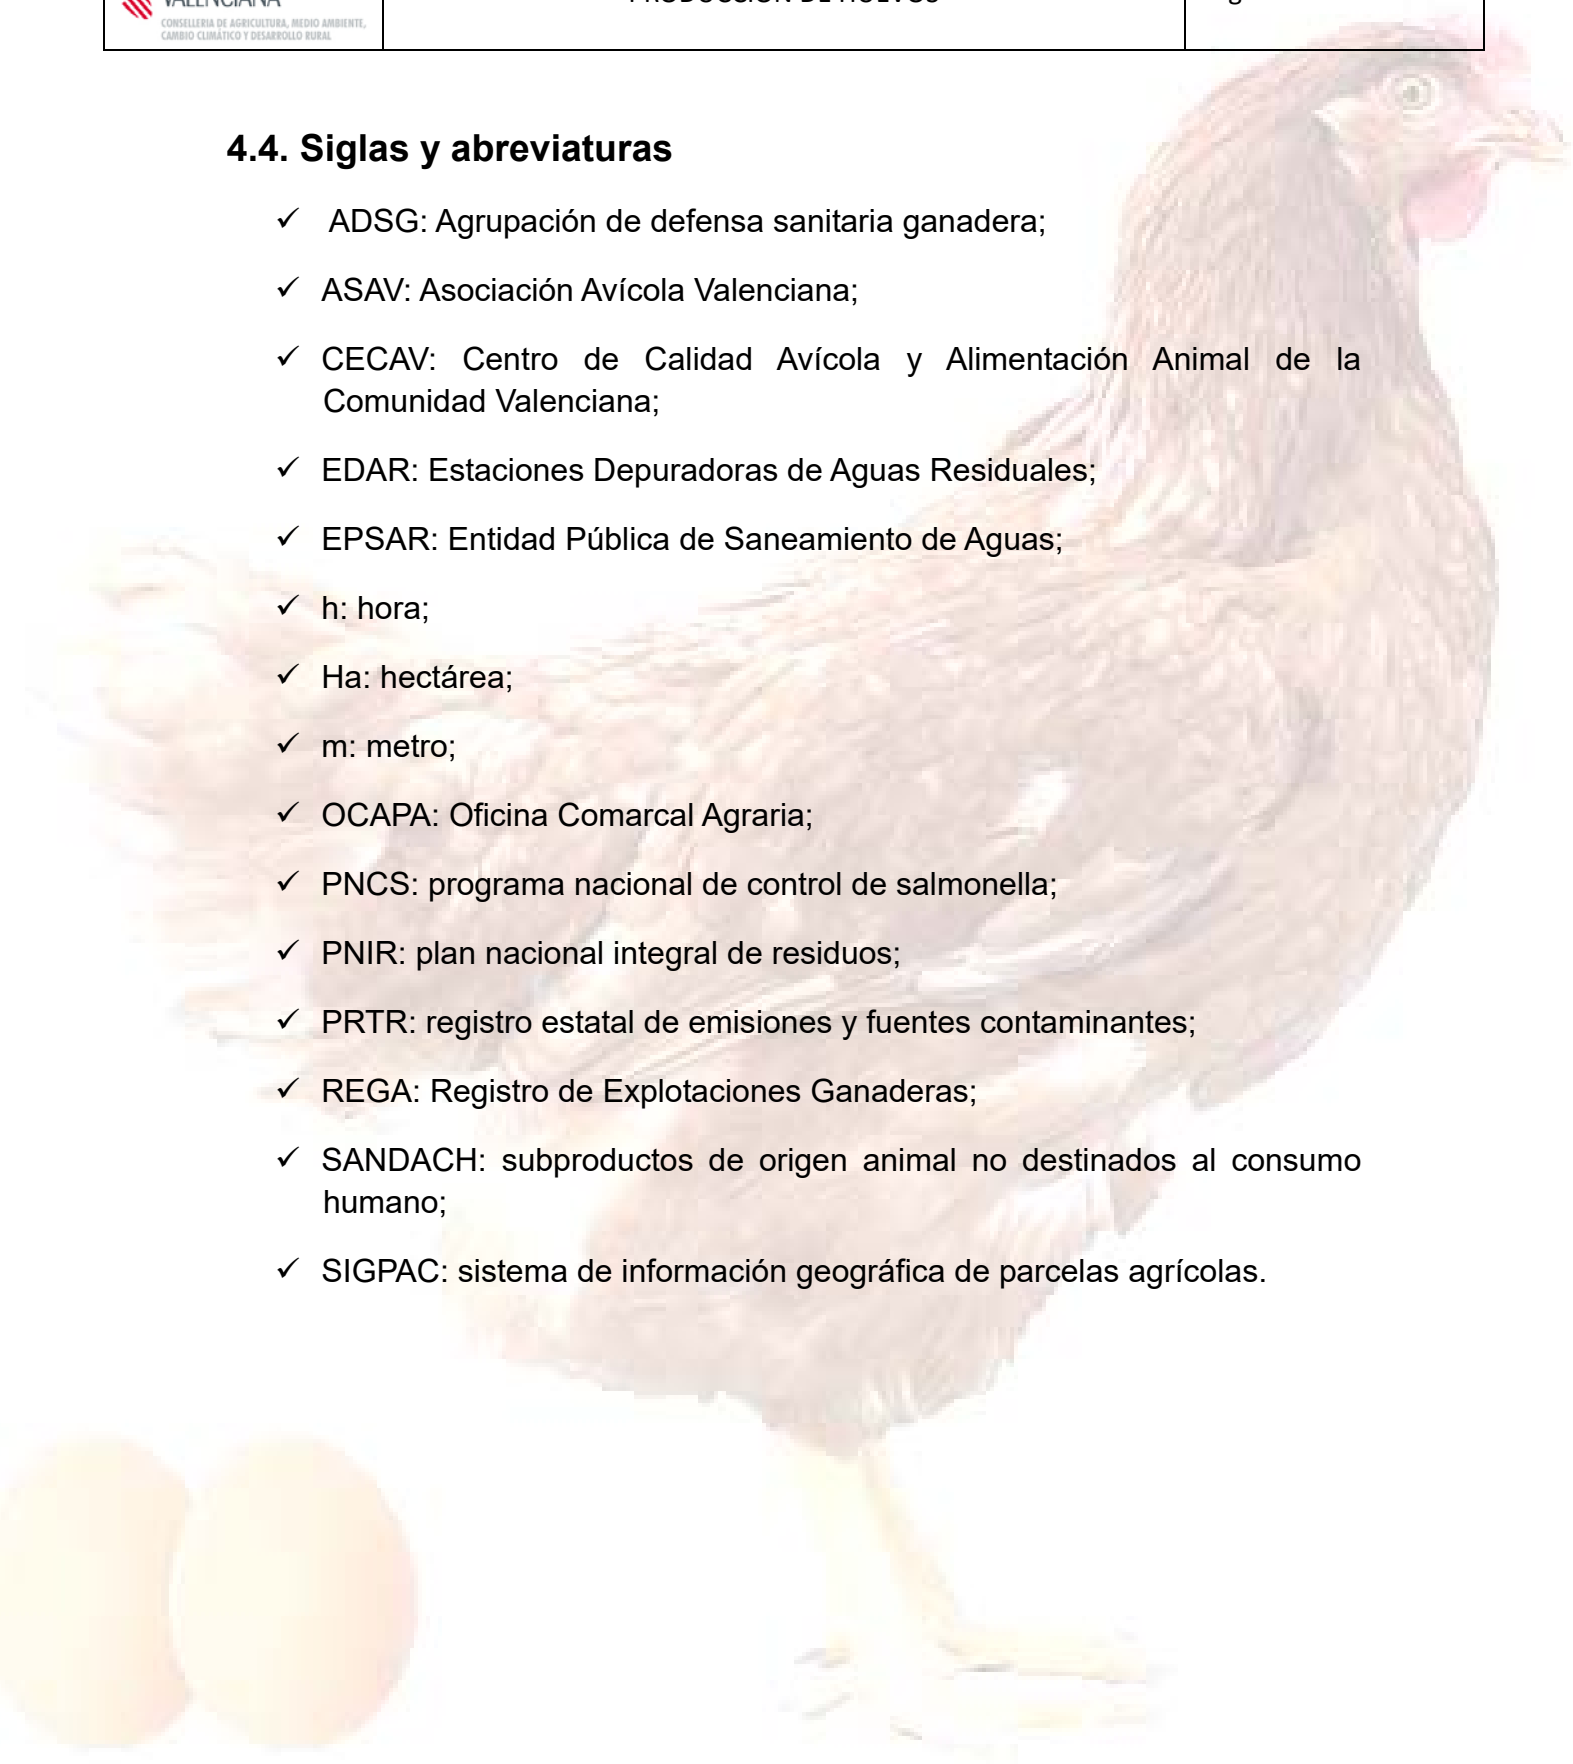 VALENCIANA
CONSELLERIA DE AGRICULTURA, MEDIO AMBIENTE,
CAMBIO CLIMÁTICO Y DESARROLLO RURAL
PRODUCCIÓN DE HUEVOS
4.4. Siglas y abreviaturas
✓ ADSG: Agrupación de defensa sanitaria ganadera;
✓ ASAV: Asociación Avícola Valenciana;
✓ CECAV: Centro de Calidad Avícola y Alimentación Animal de la
Comunidad Valenciana;
✓ EDAR: Estaciones Depuradoras de Aguas Residuales;
✓ EPSAR: Entidad Pública de Saneamiento de Aguas;
✓ h: hora;
✓ Ha: hectárea;
✓ m: metro;
✓ OCAPA: Oficina Comarcal Agraria;
✓ PNCS: programa nacional de control de salmonella;
✓ PNIR: plan nacional integral de residuos;
✓ PRTR: registro estatal de emisiones y fuentes contaminantes;
✓ REGA: Registro de Explotaciones Ganaderas;
✓ SANDACH: subproductos de origen animal no destinados al consumo
humano;
✓ SIGPAC: sistema de información geográfica de parcelas agrícolas.